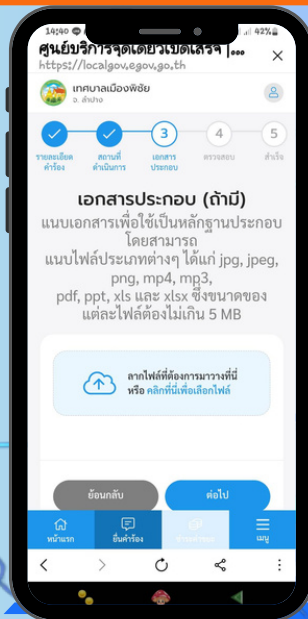 14:40
42%
ศูนย์บริการจุดเดียวเบ็ดเสร็จ |...
https://localgov.egov.go.th
เทศบาลเมืองพิชัย
จ. ลำปาง
3
4
5
รายละเอียดคำร้อง
สถานที่ดำเนินการ
เอกสารประกอบ
ตรวจสอบ
สำเร็จ
เอกสารประกอบ (ถ้ามี)
แนบเอกสารเพื่อใช้เป็นหลักฐานประกอบ
โดยสามารถ
แนบไฟล์ประเภทต่างๆ ได้แก่ jpg, jpeg,
png, mp4, mp3,
pdf, ppt, xls และ xlsx ซึ่งขนาดของ
แต่ละไฟล์ต้องไม่เกิน 5 MB
ลากไฟล์ที่ต้องการมาวางที่นี่
หรือ คลิกที่นี่เพื่อเลือกไฟล์
ย้อนกลับ
ต่อไป
หน้าแรก
ยื่นคำร้อง
เมนู